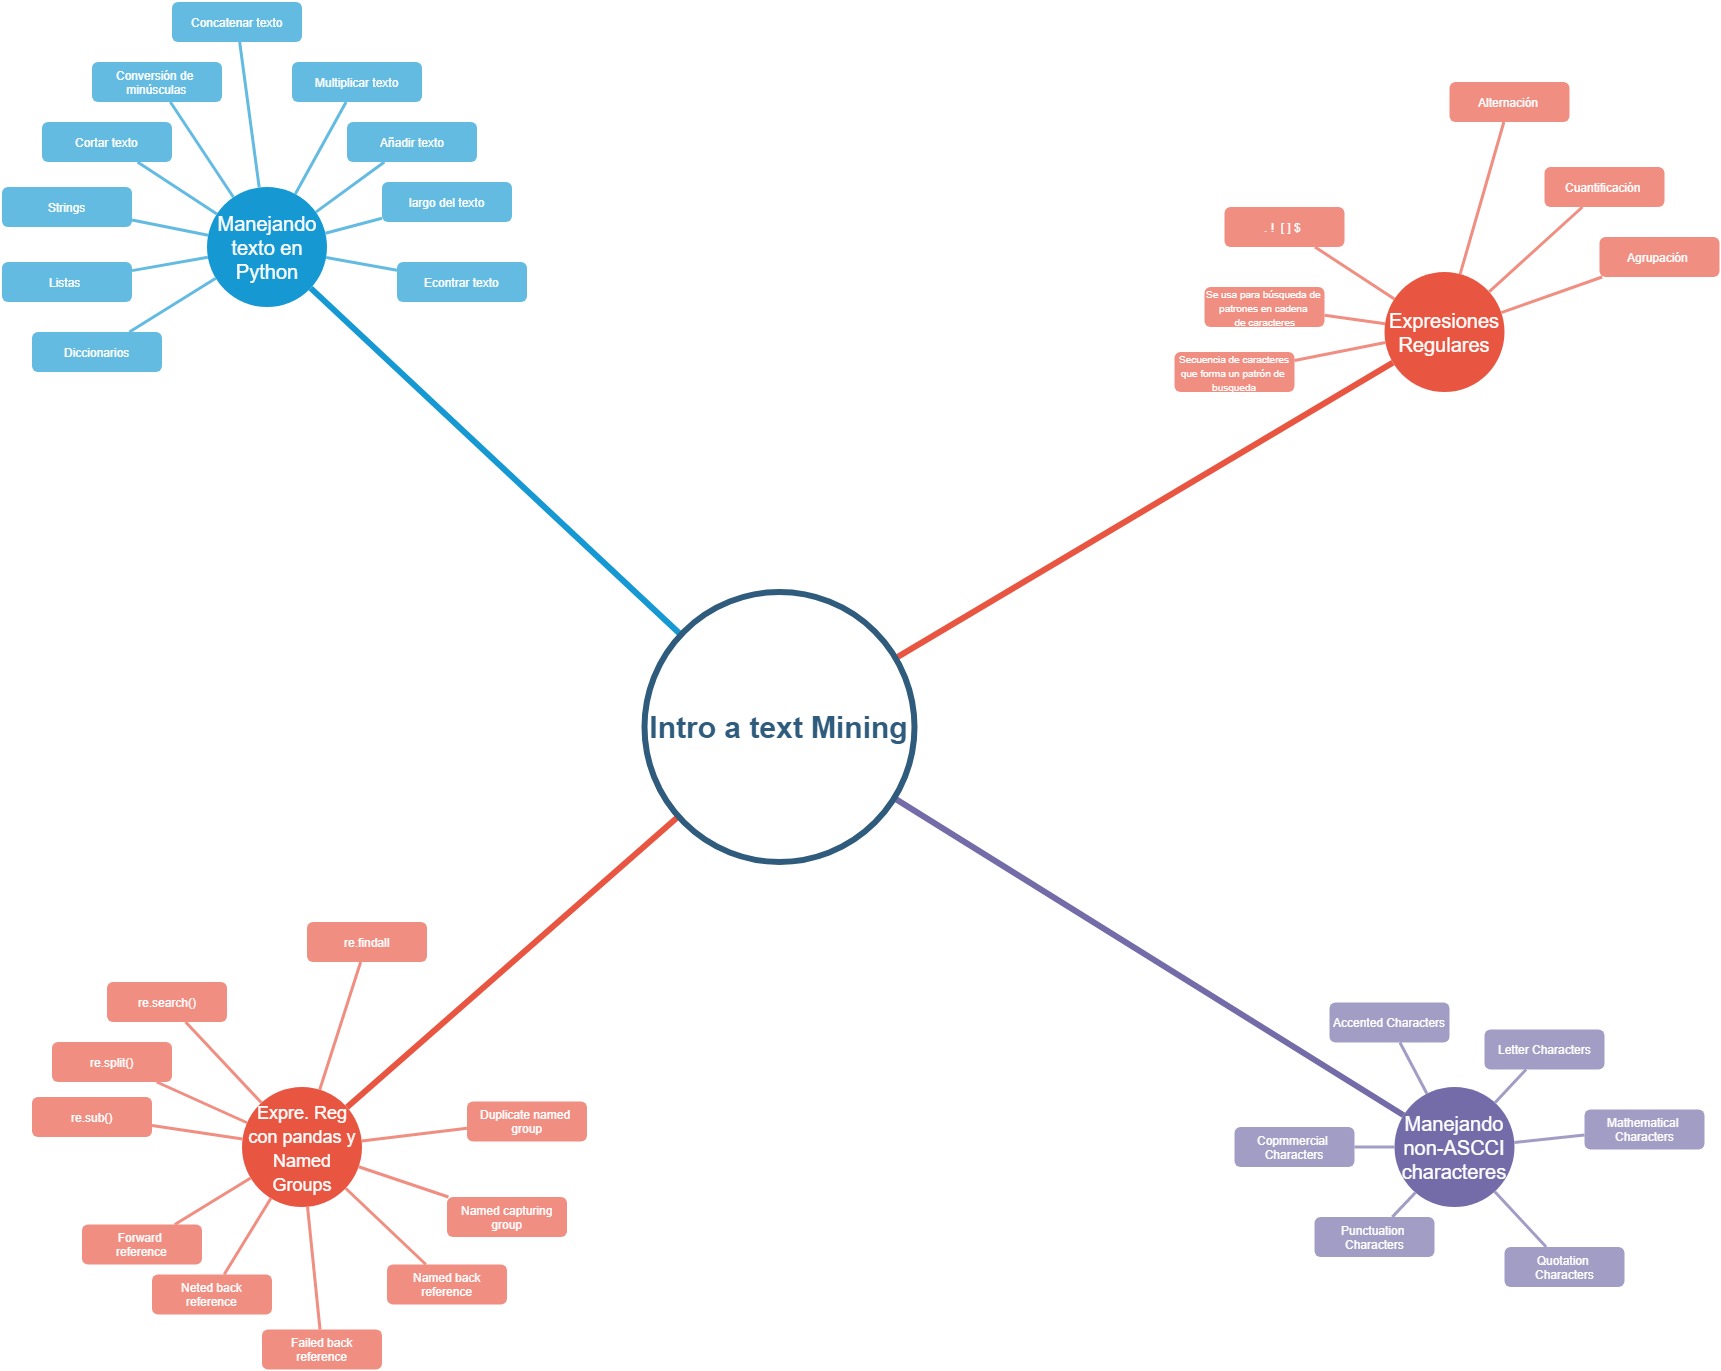 Concatenar texto
Conversión de
minúsculas
Multiplicar texto
Cortar texto
Añadir texto
Strings
largo del texto
Listas
Econtrar texto
Diccionarios
Manejando
texto en
Python
Alternación
Cuantificación
. ! [ ] $
Agrupación
Se usa para búsqueda de
patrones en cadena
de caracteres
Secuencia de caracteres
que forma un patrón de
busqueda
Expresiones
Regulares
Intro a text Mining
re.findall
re.search()
re.split()
re.sub()
Expre. Reg
con pandas y
Named
Groups
Duplicate named
group
Named capturing
group
Forward
reference
Neted back
reference
Named back
reference
Failed back
reference
Accented Characters
Letter Characters
Mathematical
Characters
Copmmercial
Characters
Manejando
non-ASCCI
characteres
Punctuation
Characters
Quotation
Characters